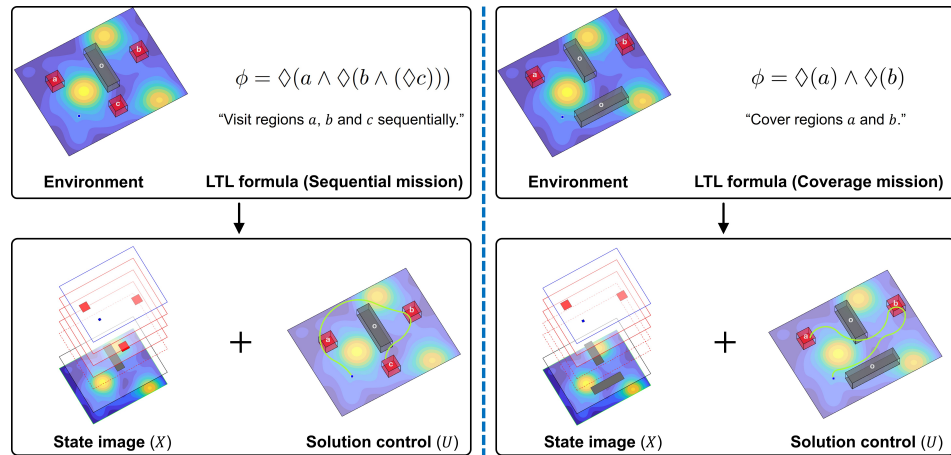 a
o
b
c
ϕ = ◊(a ∧ ◊(b ∧ (◊c)))
“Visit regions a, b and c sequentially.”
Environment
LTL formula (Sequential mission)
a
o
b
o
ϕ = ◊(a) ∧ ◊(b)
“Cover regions a and b.”
Environment
LTL formula (Coverage mission)
+
a
o
b
c
State image (X)
Solution control (U)
+
a
o
b
o
State image (X)
Solution control (U)